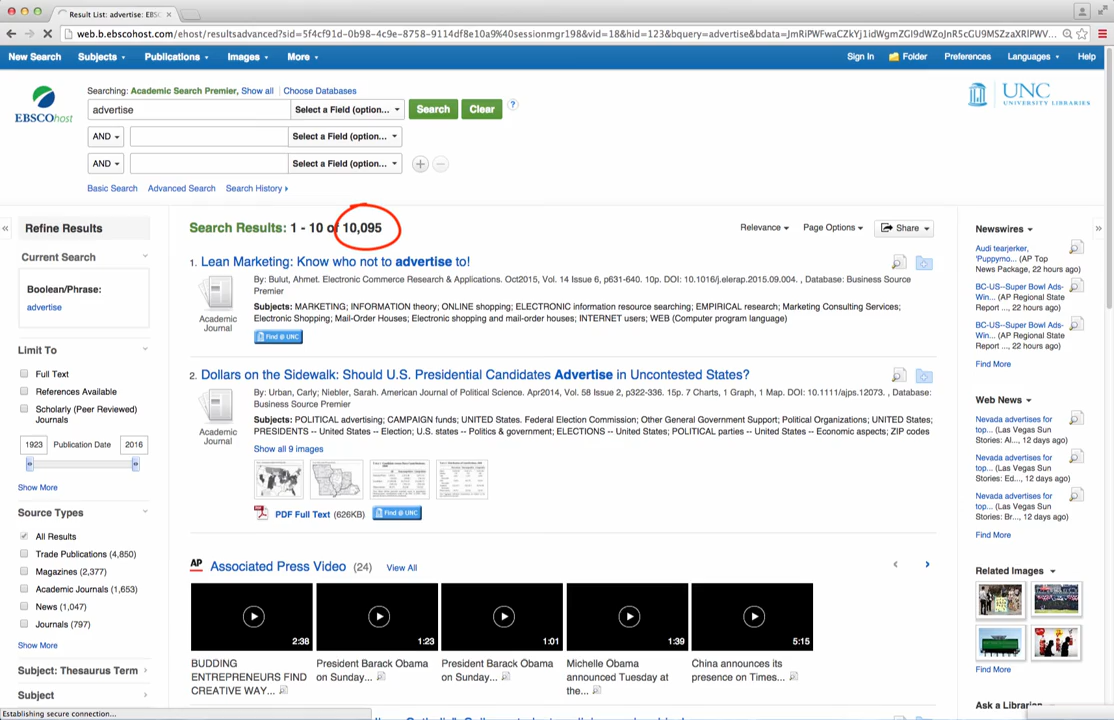 Result List: advertise: EBSC
web.b.ebscohost.com/ehost/resultsadvanced?sid=5f4cf91d-0b98-4c9e-8758-9114df8e10a9%40sessionmgr198&vid=18&hid=123&bquery=advertise&bdata=
New Search Subjects Publications Images More Sign In Folder Preferences Languages Help
Searching: Academic Search Premier, Show all Choose Databases
EBSCOhost
advertise Select a Field (option... Search Clear ?
AND Select a Field (option...
AND Select a Field (option...
Basic Search Advanced Search Search History
UNC
UNIVERSITY LIBRARIES
Refine Results
Current Search
Boolean/Phrase:
advertise
Limit To
Full Text
References Available
Scholarly (Peer Reviewed)
Journals
1923 Publication Date 2016
Show More
Source Types
All Results
Trade Publications (4,850)
Magazines (2,377)
Academic Journals (1,653)
News (1,047)
Journals (797)
Show More
Subject: Thesaurus Term
Subject
Establishing secure connection...
Search Results: 1 - 10 of 10,095
Relevance Page Options Share
1. Lean Marketing: Know who not to advertise to!
Academic
Journal
By: Bulut, Ahmet. Electronic Commerce Research & Applications. Oct2015, Vol. 14 Issue 6, p631-640. 10p. DOI: 10.1016/j.elerap.2015.09.004. , Database: Business Source
Premier
Subjects: MARKETING; INFORMATION theory; ONLINE shopping; ELECTRONIC information resource searching; EMPIRICAL research; Marketing Consulting Services;
Electronic Shopping; Mail-Order Houses; Electronic shopping and mail-order houses; INTERNET users; WEB (Computer program language)
Find @ UNC
2. Dollars on the Sidewalk: Should U.S. Presidential Candidates Advertise in Uncontested States?
Academic
Journal
By: Urban, Carly; Niebler, Sarah. American Journal of Political Science. Apr2014, Vol. 58 Issue 2, p322-336. 15p. 7 Charts, 1 Graph, 1 Map. DOI: 10.1111/ajps.12073. , Database:
Business Source Premier
Subjects: POLITICAL advertising; CAMPAIGN funds; UNITED States. Federal Election Commission; Other General Government Support; Political Organizations; UNITED States;
PRESIDENTS -- United States -- Election; U.S. states -- Politics & government; ELECTIONS -- United States; POLITICAL parties -- United States -- Economic aspects; ZIP codes
Show all 9 images
PDF Full Text (626KB) Find @ UNC
AP Associated Press Video (24) View All
2:38 1:23 1:01 1:39 5:15
BUDDING
ENTREPRENEURS FIND
CREATIVE WAY...
President Barack Obama
on Sunday...
President Barack Obama
on Sunday...
Michelle Obama
announced Tuesday at
the...
China announces its
presence on Times...
Newswires
Audi tearjerker,
'Puppymo... (AP Top
News Package, 22 hours ago)
BC-US--Super Bowl Ads-
Win... (AP Regional State
Report ..., 22 hours ago)
BC-US--Super Bowl Ads-
Win... (AP Regional State
Report ..., 22 hours ago)
Find More
Web News
Nevada advertises for
top... (Las Vegas Sun
Stories: Al..., 12 days ago)
Nevada advertises for
top... (Las Vegas Sun
Stories: Ed..., 12 days ago)
Nevada advertises for
top... (Las Vegas Sun
Stories: Br..., 12 days ago)
Find More
Related Images
Find More
Ask a Librarian